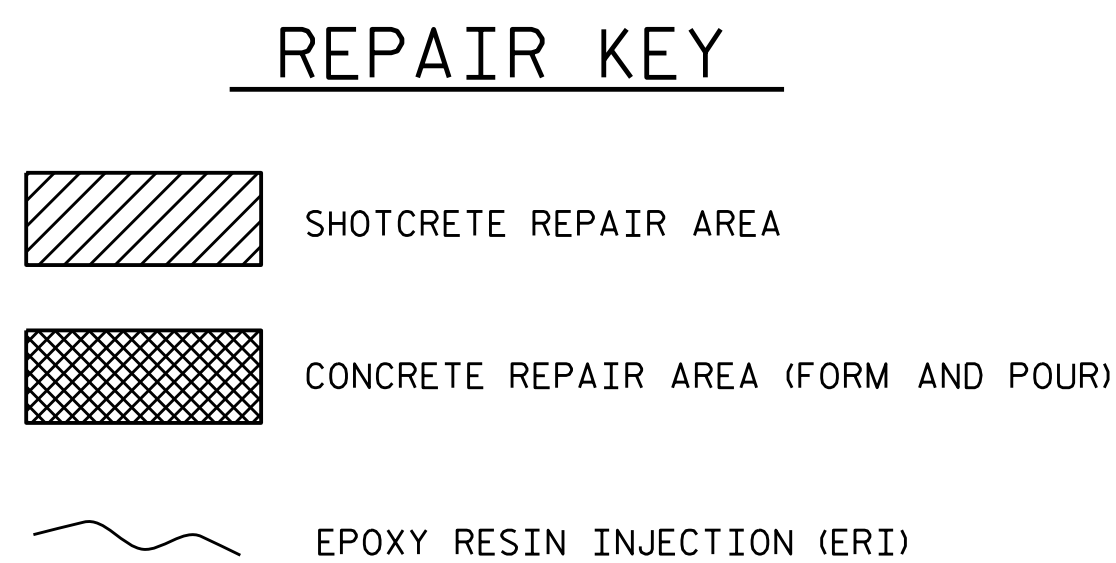 REPAIR KEY
SHOTCRETE REPAIR AREA
CONCRETE REPAIR AREA (FORM AND POUR)
EPOXY RESIN INJECTION (ERI)